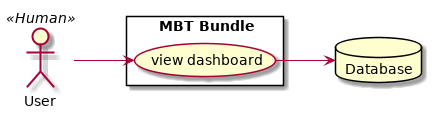 <<Human>>
User
MBT Bundle
view dashboard
Database